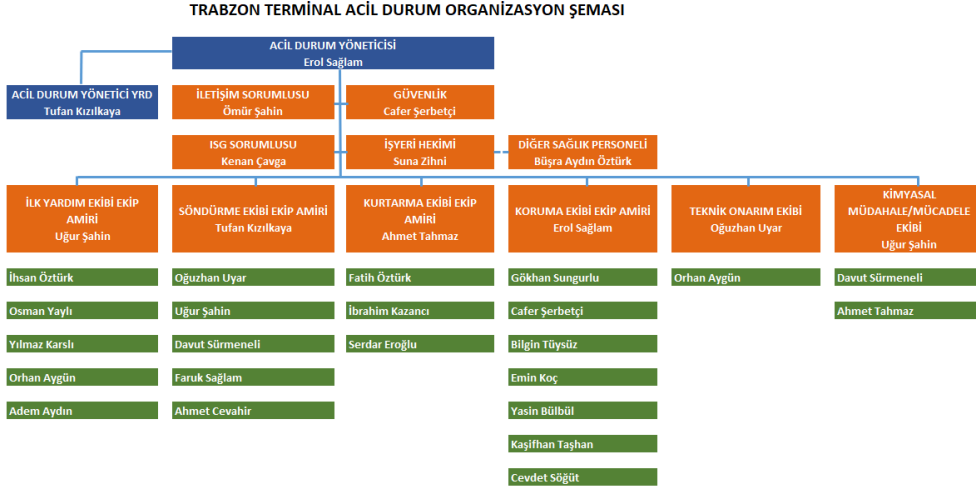 TRABZON TERMİNAL ACİL DURUM ORGANİZASYON ŞEMASI
ACİL DURUM YÖNETİCİSİ
Erol Sağlam
ACİL DURUM YÖNETİCİ YRD
Tufan Kızılkaya
İLETİŞİM SORUMLUSU
Ömür Şahin
GÜVENLİK
Cafer Şerbetçi
ISG SORUMLUSU
Kenan Çavga
İŞYERİ HEKİMİ
Suna Zihni
DİĞER SAĞLIK PERSONELİ
Büşra Aydın Öztürk
İLK YARDIM EKİBİ EKİP
AMİRİ
Uğur Şahin
İhsan Öztürk
Osman Yaylı
Yılmaz Karslı
Orhan Aygün
Adem Aydın
SÖNDÜRME EKİBİ EKİP AMİRİ
Tufan Kızılkaya
Oğuzhan Uyar
Uğur Şahin
Davut Sürmeneli
Faruk Sağlam
Ahmet Cevahir
KURTARMA EKİBİ EKİP
AMİRİ
Ahmet Tahmaz
Fatih Öztürk
İbrahim Kazancı
Serdar Eroğlu
KORUMA EKİBİ EKİP AMİRİ
Erol Sağlam
Gökhan Sungurlu
Cafer Şerbetçi
Bilgin Tüysüz
Emin Koç
Yasin Bülbül
Kaşifhan Taşhan
Cevdet Söğüt
TEKNİK ONARIM EKİBİ
Oğuzhan Uyar
Orhan Aygün
KİMYASAL
MÜDAHALE/MÜCADELE
EKİBİ
Uğur Şahin
Davut Sürmeneli
Ahmet Tahmaz